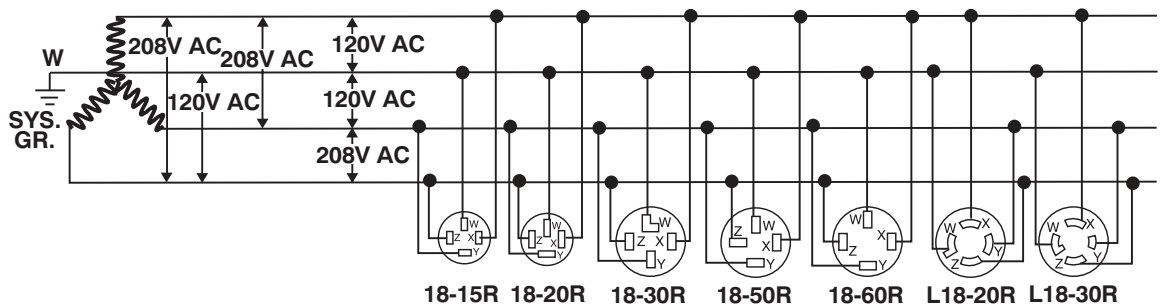 W
SYS.
GR.
208V AC
208V AC
120V AC
120V AC
120V AC
208V AC
W
Z
X
Y
W
Z
X
Y
W
Z
X
Y
W
Z
X
Y
W
Z
X
Y
W
X
Z
Y
W
X
Z
Y
18-15R
18-20R
18-30R
18-50R
18-60R
L18-20R
L18-30R